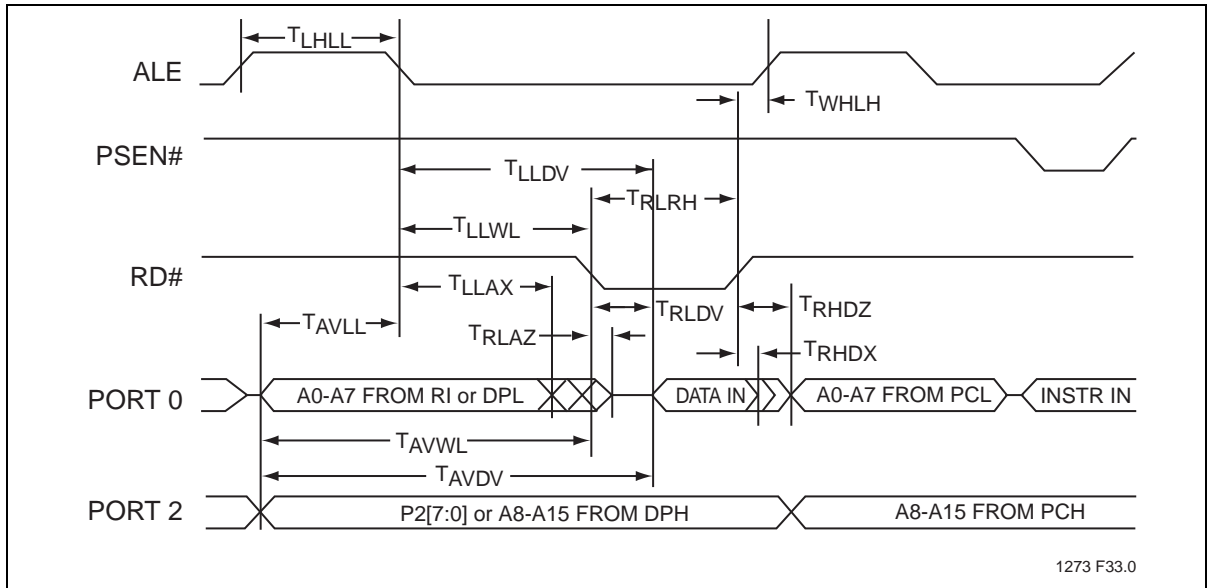 TLHLL
ALE
TWHLH
PSEN#
TLLDV
TRLRH
TLLWL
RD#
TLLAX
TRLDV
TRHDZ
TAVLL
TRLAZ
TRHDX
PORT 0
A0-A7 FROM RI or DPL
DATA IN
A0-A7 FROM PCL
INSTR IN
TAVWL
TAVDV
PORT 2
P2[7:0] or A8-A15 FROM DPH
A8-A15 FROM PCH
1273 F33.0